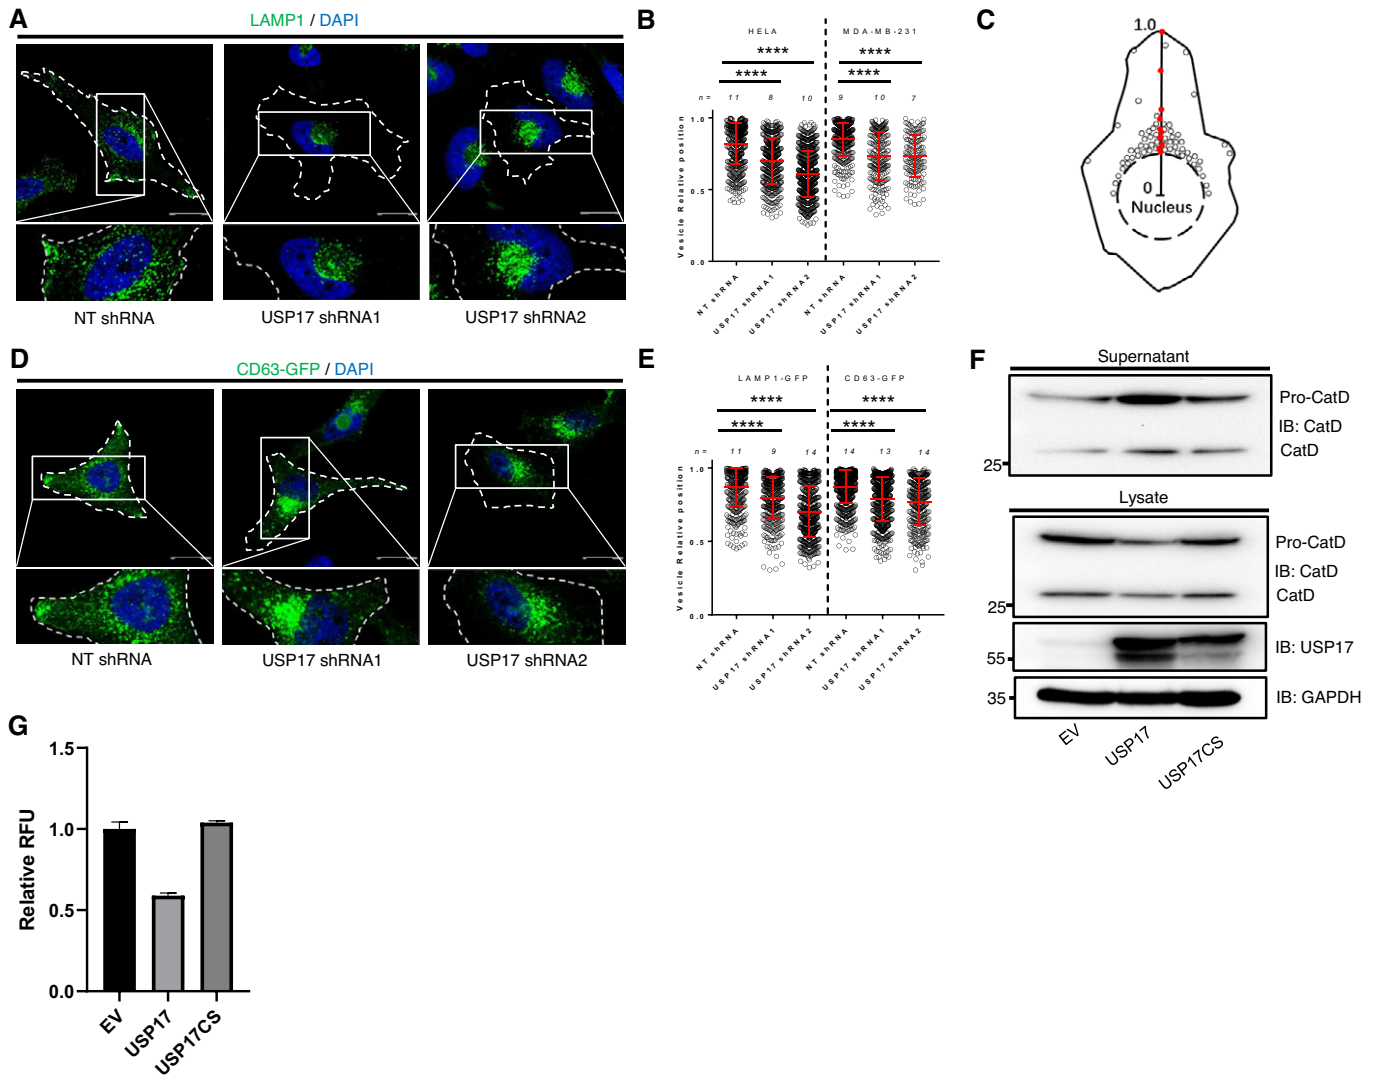 A
LAMP1 / DAPI
NT shRNA
USP17 shRNA1
USP17 shRNA2
B
HELA
MDA-MB-231
****
****
****
****
n =
11
8
10
9
10
7
Vesicle Relative position
1.0
0.5
0.0
NT shRNA
USP17 shRNA1
USP17 shRNA2
NT shRNA
USP17 shRNA1
USP17 shRNA2
C
1.0
0
Nucleus
D
CD63-GFP / DAPI
NT shRNA
USP17 shRNA1
USP17 shRNA2
E
LAMP1-GFP
CD63-GFP
****
****
****
****
n =
11
9
14
14
13
14
Vesicle Relative position
1.0
0.5
0.0
NT shRNA
USP17 shRNA1
USP17 shRNA2
NT shRNA
USP17 shRNA1
USP17 shRNA2
F
Supernatant
Pro-CatD
IB: CatD
CatD
25
Lysate
Pro-CatD
IB: CatD
CatD
25
IB: USP17
55
IB: GAPDH
35
EV
USP17
USP17CS
G
Relative RFU
1.5
1.0
0.5
0.0
EV
USP17
USP17CS